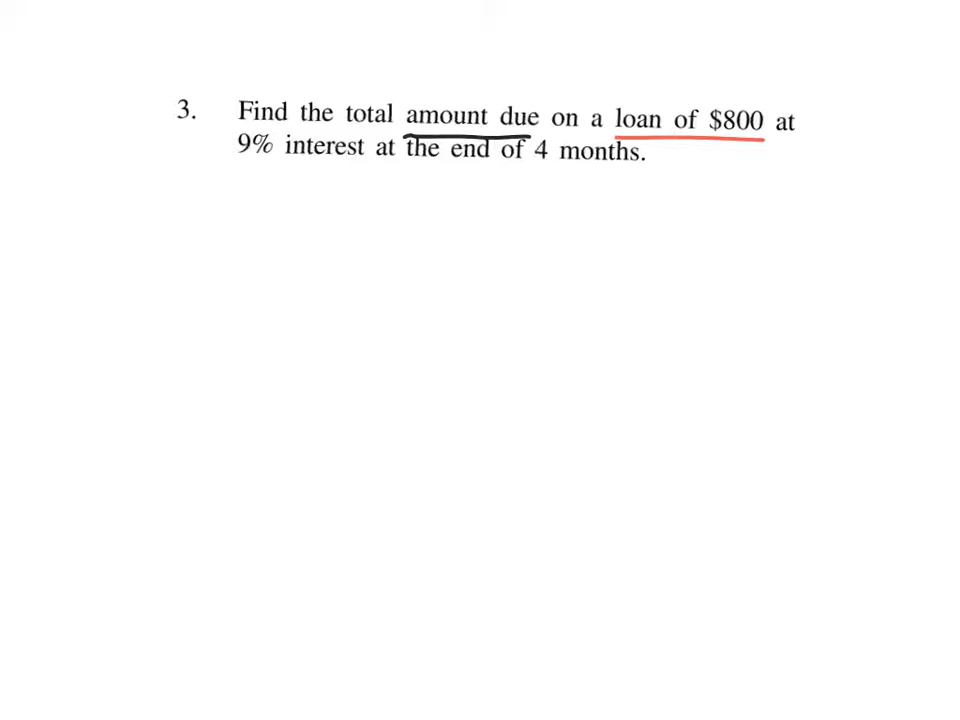 3. Find the total amount due on a loan of $800 at
9% interest at the end of 4 months.